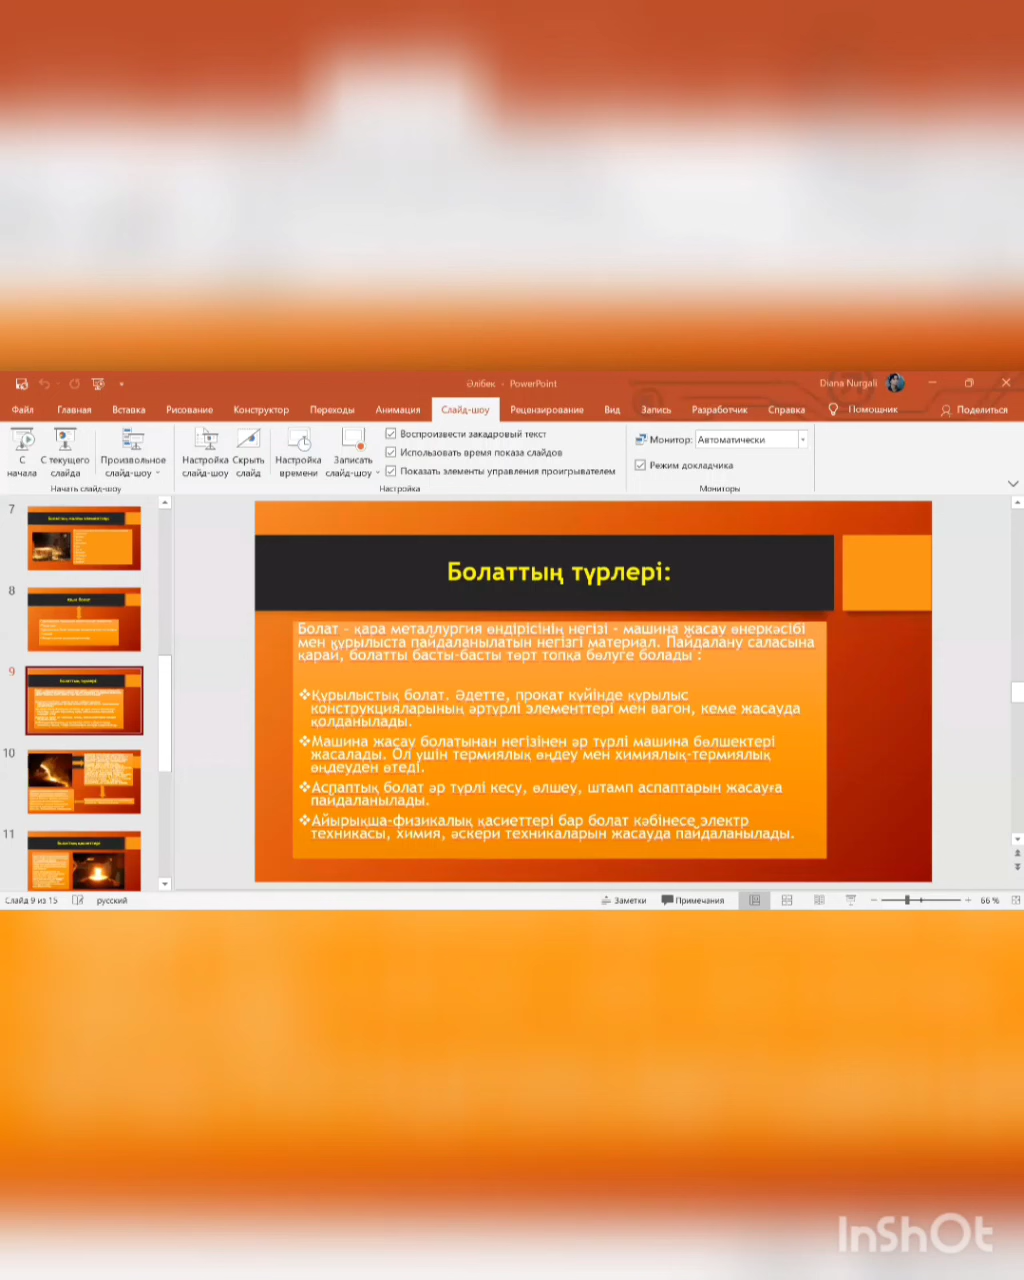 Әлібек - PowerPoint
Diana Nurgali
Файл Главная Вставка Рисование Конструктор Переходы Анимация Слайд-шоу Рецензирование Вид Запись Разработчик Справка Помощник Поделиться
С начала
С текущего слайда
Произвольное слайд-шоу
Начать слайд-шоу
Настройка слайд-шоу
Скрыть слайд
Настройка времени
Записать слайд-шоу
Воспроизвести закадровый текст
Использовать время показа слайдов
Показать элементы управления проигрывателем
Настройка
Монитор: Автоматически
Режим докладчика
Мониторы
7
8
9
10
11
Болаттың түрлері:
Болат – қара металлургия өндірісінің негізі – машина жасау өнеркәсібі
мен құрылыста пайдаланылатын негізгі материал. Пайдалану саласына
қарай, болатты басты-басты төрт топқа бөлуге болады :
❖Құрылыстық болат. Әдетте, прокат күйінде құрылыс
конструкцияларының әртүрлі элементтері мен вагон, кеме жасауда
қолданылады.
❖Машина жасау болатынан негізінен әр түрлі машина бөлшектері
жасалады. Ол үшін термиялық өңдеу мен химиялық-термиялық
өңдеуден өтеді.
❖Аспаптық болат әр түрлі кесу, өлшеу, штамп аспаптарын жасауға
пайдаланылады.
❖Айырықша-физикалық қасиеттері бар болат кәбінесе электр
техникасы, химия, әскери техникаларын жасауда пайдаланылады.
Слайд 9 из 15 русский Заметки Примечания 66 %
InShOt